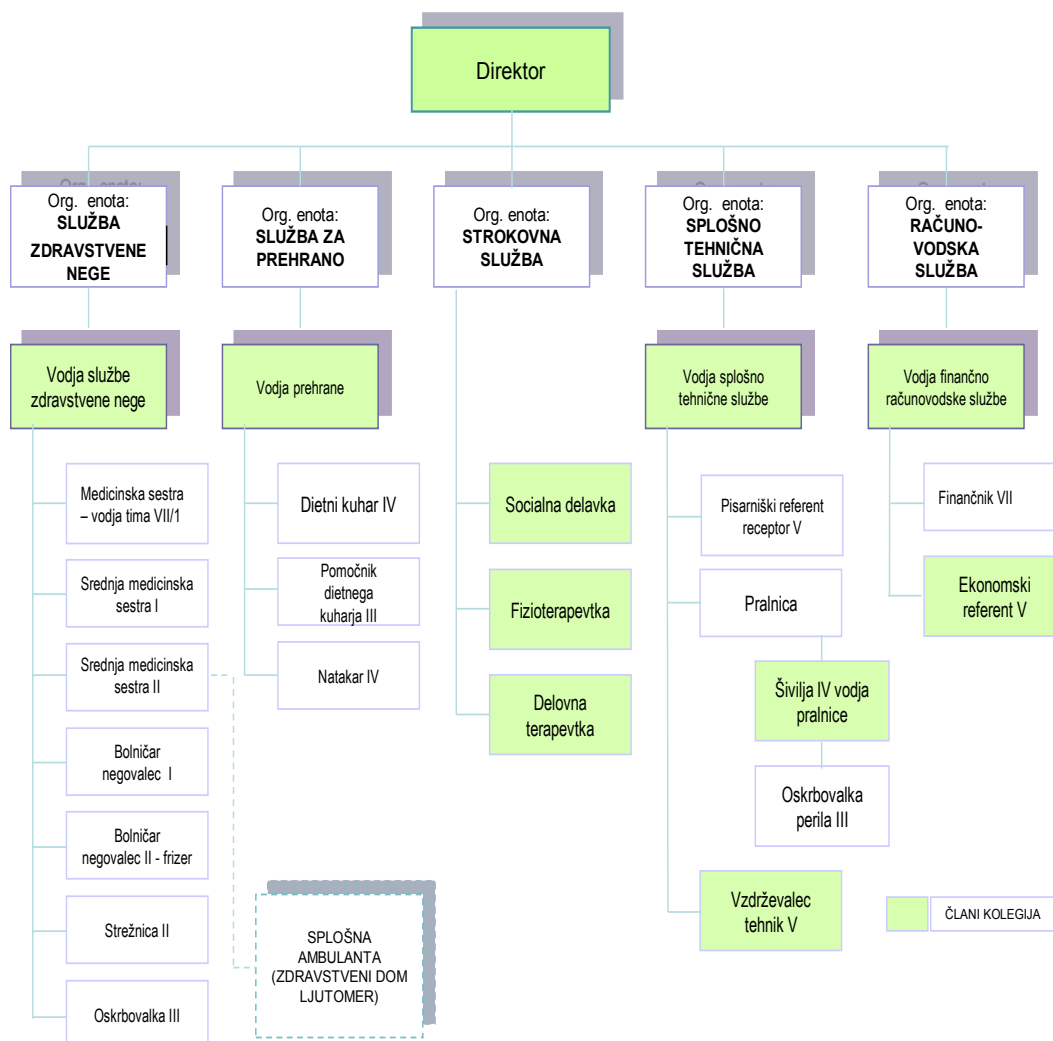 Direktor
Org. enota:
SLUŽBA
ZDRAVSTVENE
NEGE
Org. enota:
SLUŽBA ZA
PREHRANO
Org. enota:
STROKOVNA
SLUŽBA
Org. enota:
SPLOŠNO
TEHNIČNA
SLUŽBA
Org. enota:
RAČUNO-
VODSKA
SLUŽBA
Vodja službe
zdravstvene nege
Vodja prehrane
Vodja splošno
tehnične službe
Vodja finančno
računovodske službe
Medicinska sestra
– vodja tima VII/1
Srednja medicinska
sestra I
Srednja medicinska
sestra II
Bolničar
negovalec I
Bolničar
negovalec II - frizer
Strežnica II
Oskrbovalka III
SPLOŠNA
AMBULANTA
(ZDRAVSTVENI DOM
LJUTOMER)
Dietni kuhar IV
Pomočnik
dietnega
kuharja III
Natakar IV
Socialna delavka
Fizioterapevtka
Delovna
terapevtka
Pisarniški referent
receptor V
Pralnica
Šivilja IV vodja
pralnice
Oskrbovalka
perila III
Vzdrževalec
tehnik V
Finančnik VII
Ekonomski
referent V
ČLANI KOLEGIJA